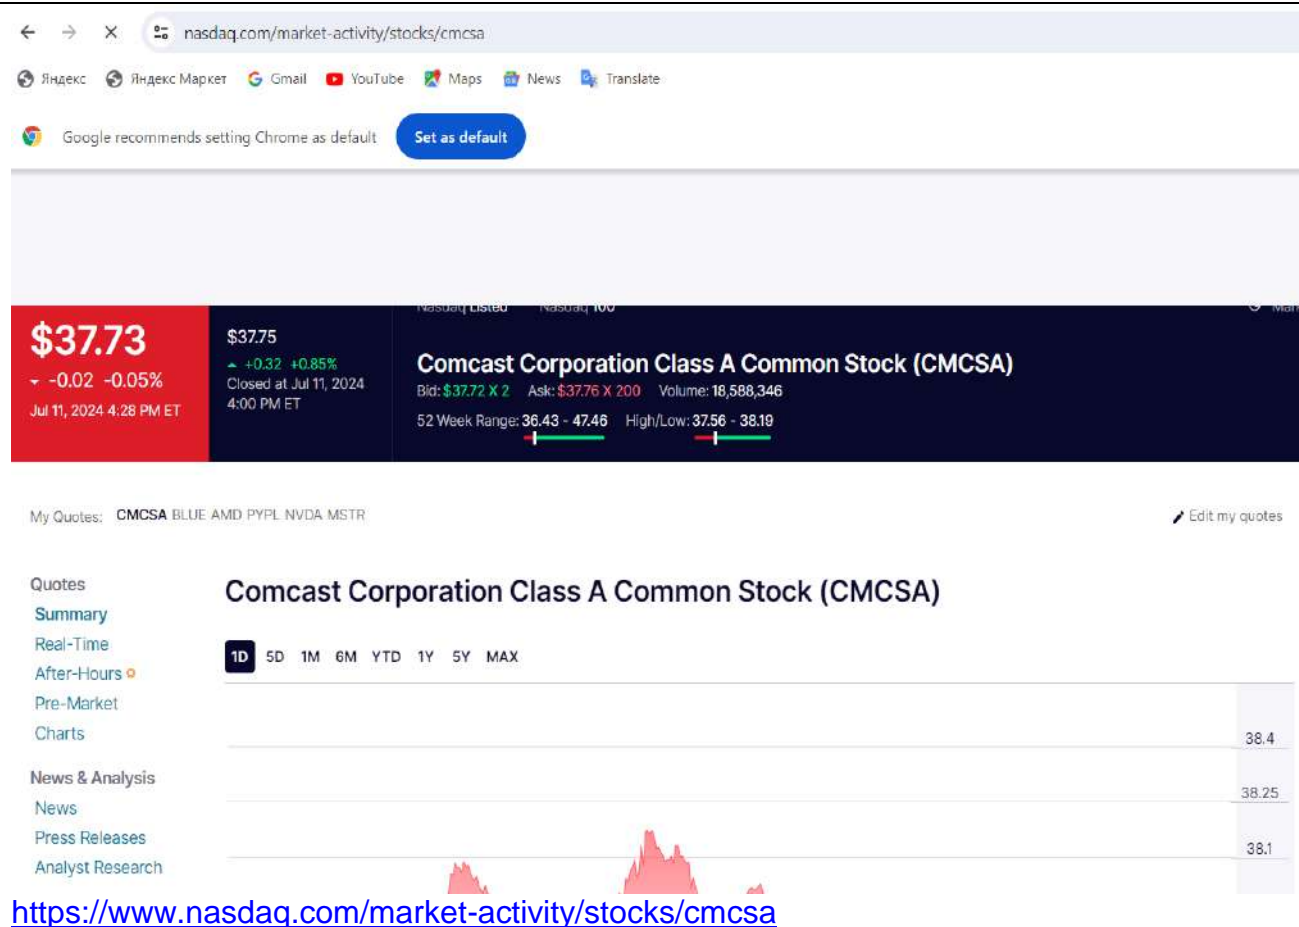 nasdaq.com/market-activity/stocks/cmcsa
Яндекс Яндекс Маркет Gmail YouTube Maps News Translate
Google recommends setting Chrome as default Set as default
Nasdaq Listed Nasdaq 100
$37.73
-0.02 -0.05%
Jul 11, 2024 4:28 PM ET
$37.75
+0.32 +0.85%
Closed at Jul 11, 2024
4:00 PM ET
Comcast Corporation Class A Common Stock (CMCSA)
Bid: $37.72 X 2 Ask: $37.76 X 200 Volume: 18,588,346
52 Week Range: 36.43 - 47.46 High/Low: 37.56 - 38.19
My Quotes: CMCSA BLUE AMD PYPL NVDA MSTR
Edit my quotes
Quotes
Summary
Real-Time
After-Hours
Pre-Market
Charts
News & Analysis
News
Press Releases
Analyst Research
Comcast Corporation Class A Common Stock (CMCSA)
1D 5D 1M 6M YTD 1Y 5Y MAX
38.4
38.25
38.1
https://www.nasdaq.com/market-activity/stocks/cmcsa